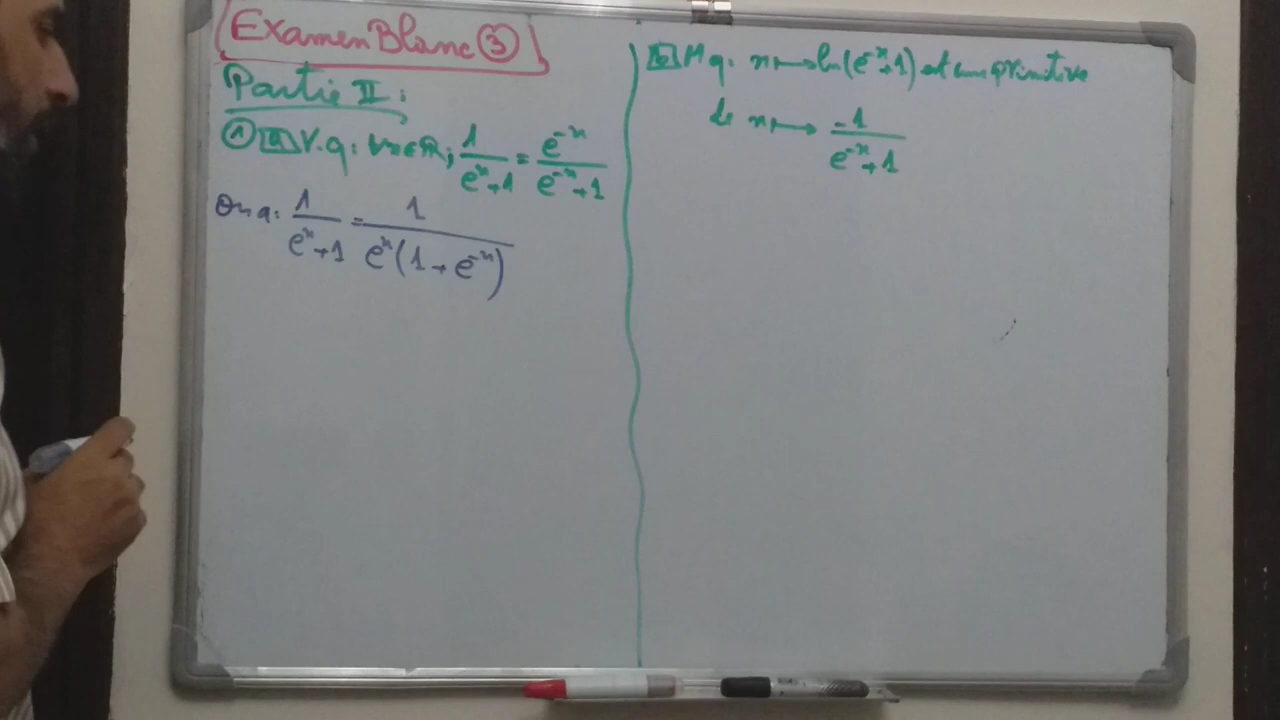 Examen Blanc ③
Partie II :
① a V.q : ∀x∈ℝ ; 1/(e^x+1) = e^-x/(e^-x+1)
On a : 1/(e^x+1) = 1/(e^x(1+e^-x))
b M q : x ↦ ln(e^-x+1) est une primitive
de x ↦ -1/(e^x+1)